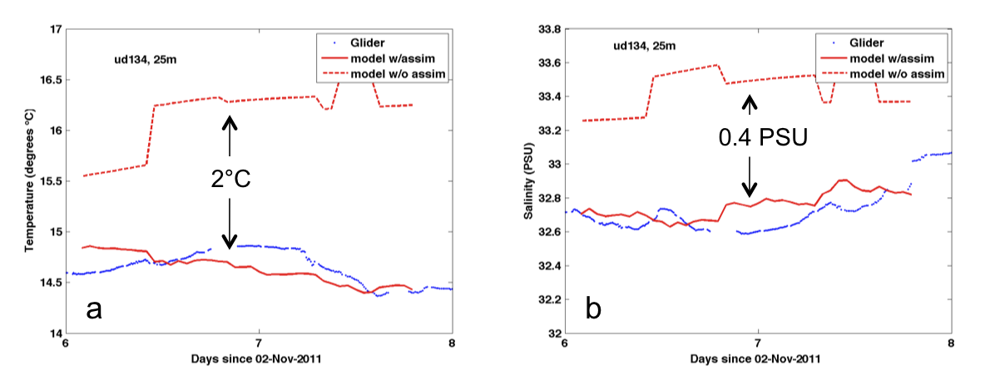 17
16.5
16
15.5
15
14.5
14
Temperature (degrees °C)
ud134, 25m
Glider
model w/assim
model w/o assim
2°C
a
6
7
8
Days since 02-Nov-2011
33.8
33.6
33.4
33.2
33
32.8
32.6
32.4
32.2
32
Salinity (PSU)
ud134, 25m
Glider
model w/assim
model w/o assim
0.4 PSU
b
6
7
8
Days since 02-Nov-2011